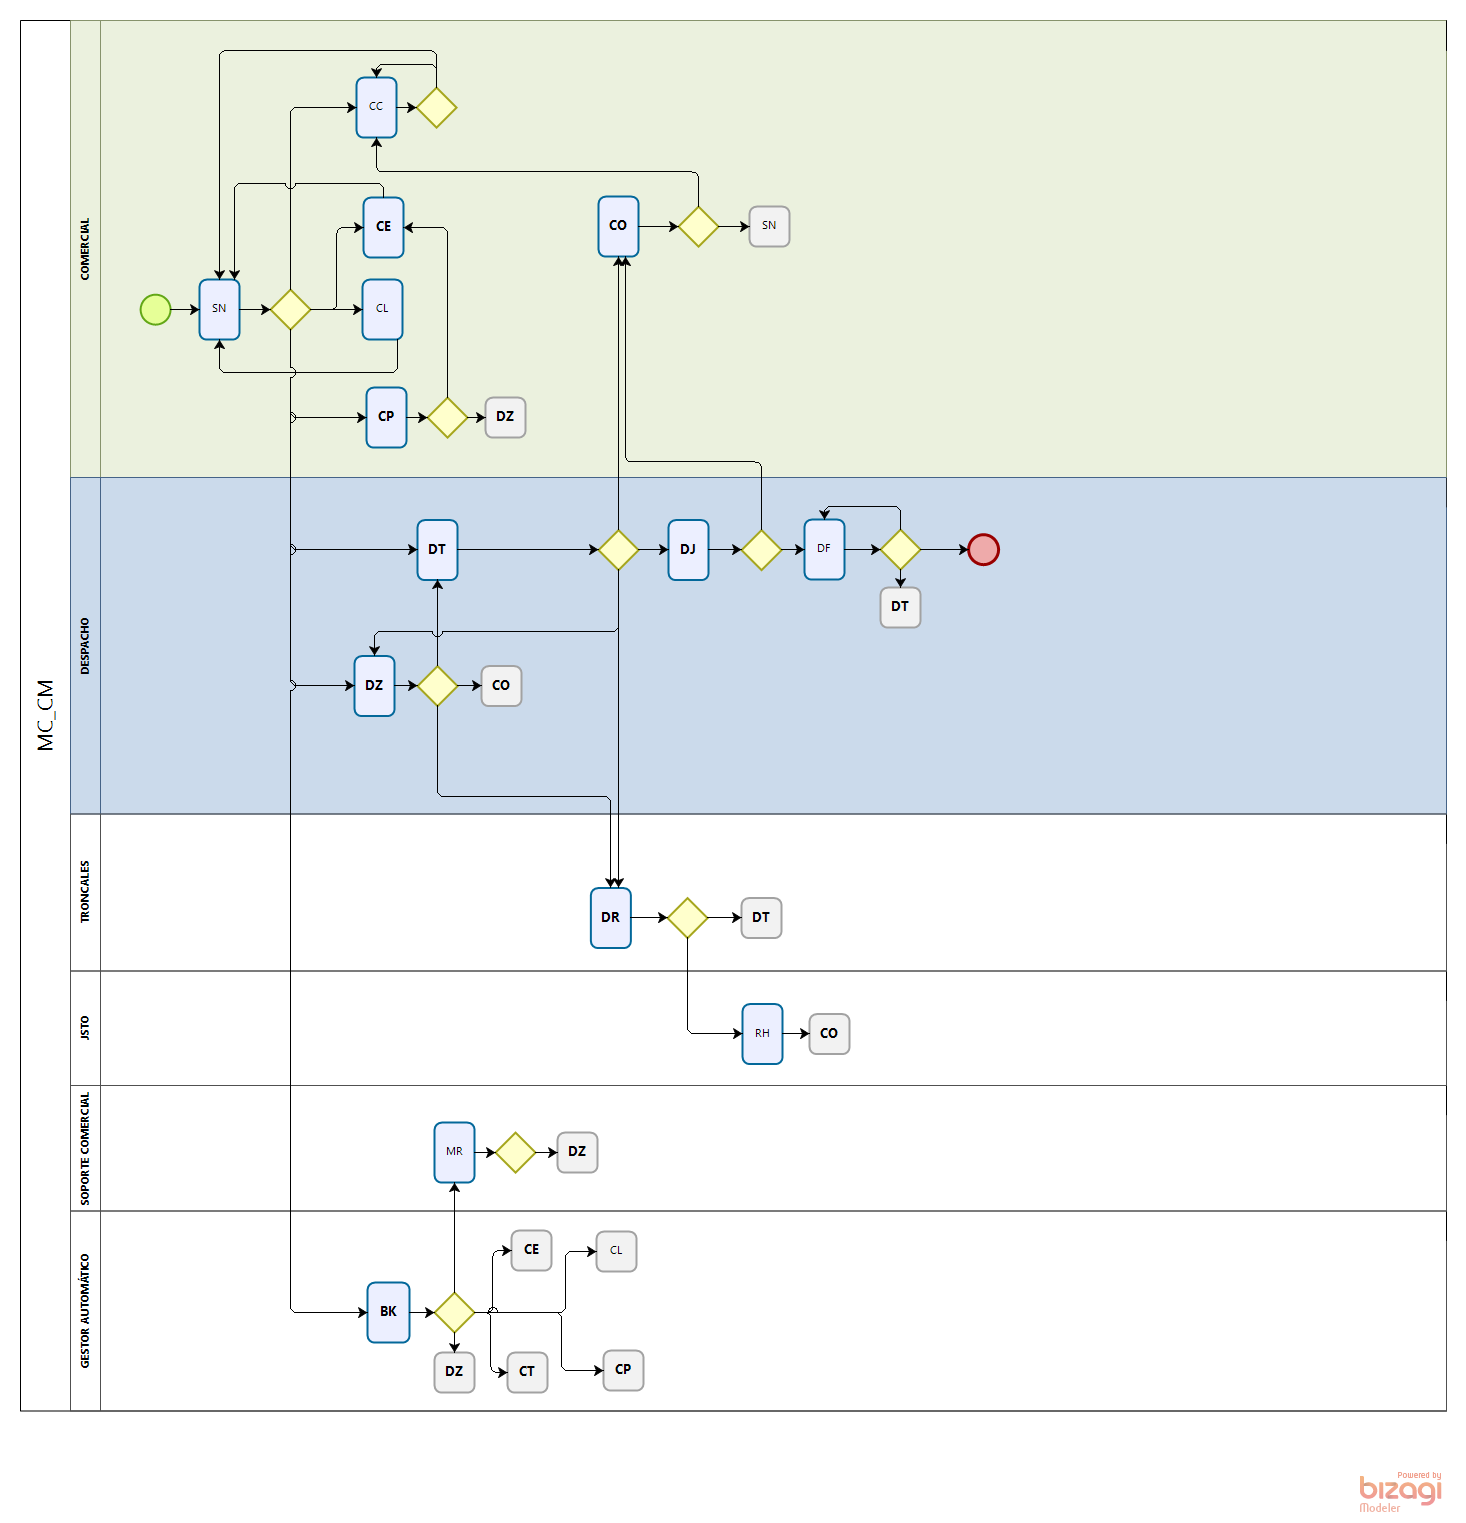 MC_CM
COMERCIAL
CC
CE
CO
SN
SN
CL
CP
DZ
DESPACHO
DT
DJ
DF
DT
DZ
CO
TRONCALES
DR
DT
JSTO
RH
CO
SOPORTE COMERCIAL
MR
DZ
GESTOR AUTOMÁTICO
CE
CL
BK
DZ
CT
CP
Powered by
bizagi
Modeler